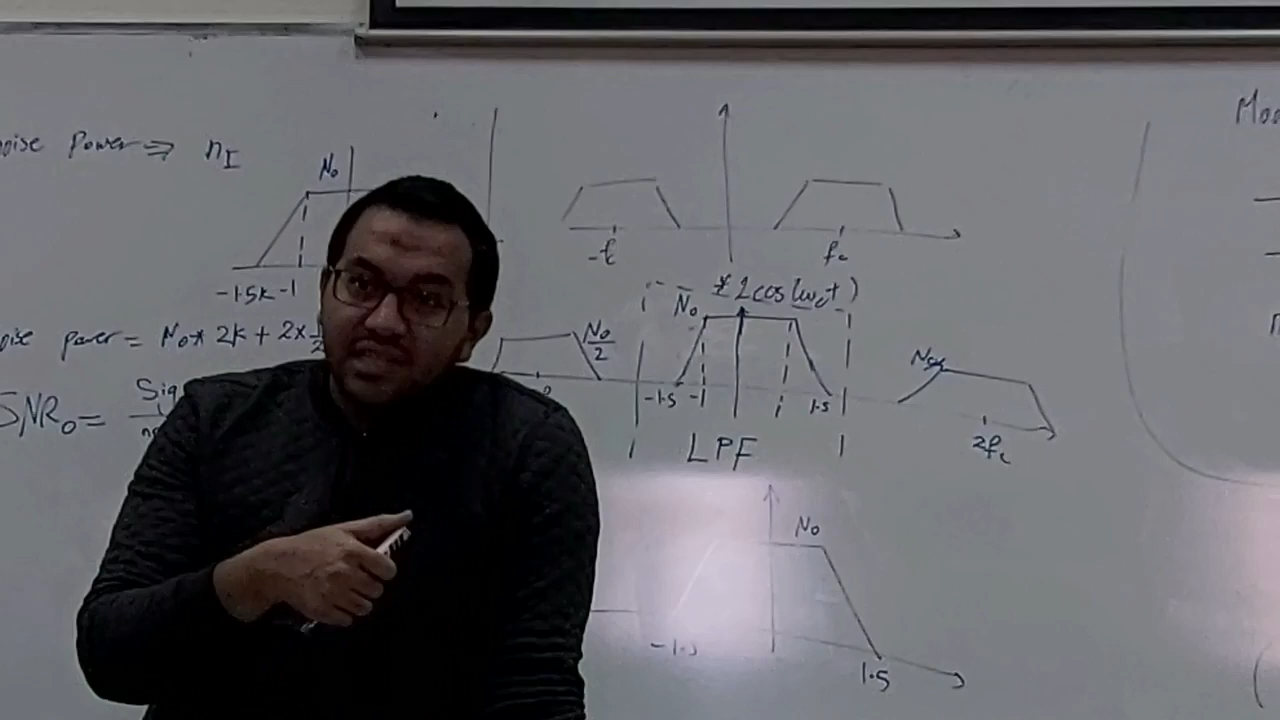 Moo
noise Power ⇒ n_I
N₀
-f
f_c
-1.5k -1
N₀ * 2cos(ω_c t)
noise power = N₀* 2k + 2x
N₀/2
-1.5 -1 1 1.5
2f_c
SNR₀ =
LPF
N₀
-1.5
1.5